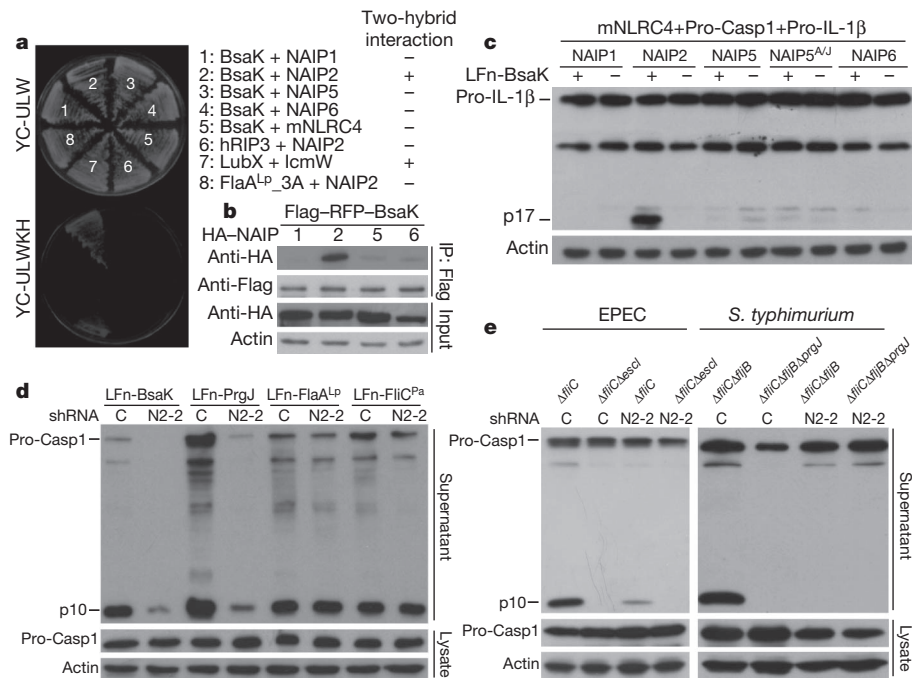 a
YC-ULW
1 2 3 4 5 6 7 8
YC-ULWKH
Two-hybrid
interaction
1: BsaK + NAIP1 –
2: BsaK + NAIP2 +
3: BsaK + NAIP5 –
4: BsaK + NAIP6 –
5: BsaK + mNLRC4 –
6: hRIP3 + NAIP2 –
7: LubX + IcmW +
8: FlaA^Lp_3A + NAIP2 –
b
Flag–RFP–BsaK
HA–NAIP 1 2 5 6
Anti-HA
Anti-Flag
IP: Flag
Anti-HA
Actin
Input
c
mNLRC4+Pro-Casp1+Pro-IL-1β
NAIP1 NAIP2 NAIP5 NAIP5^A/J NAIP6
LFn-BsaK + – + – + – + – + –
Pro-IL-1β
p17
Actin
d
LFn-BsaK LFn-PrgJ LFn-FlaA^Lp LFn-FliC^Pa
shRNA C N2-2 C N2-2 C N2-2 C N2-2
Pro-Casp1
p10
Supernatant
Pro-Casp1
Actin
Lysate
e
EPEC S. typhimurium
ΔfliC ΔfliCΔescI ΔfliC ΔfliCΔescI ΔfliCΔfljB ΔfliCΔfljBΔprgJ ΔfliCΔfljB ΔfliCΔfljBΔprgJ
shRNA C C N2-2 N2-2 C C N2-2 N2-2
Pro-Casp1
p10
Supernatant
Pro-Casp1
Actin
Lysate